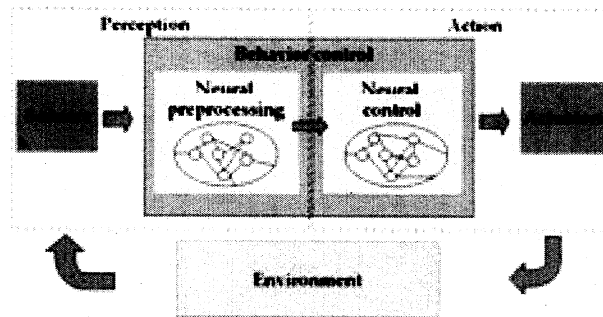 Perception
Action
Behavior control
Neural
preprocessing
Neural
control
Environment